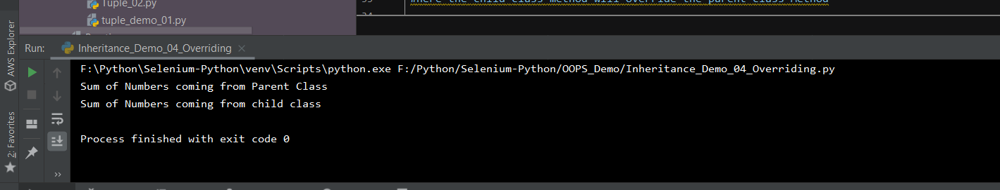 Tuple_02.py
tuple_demo_01.py
#here the child class method will override the parent class method
34
AWS Explorer
2: Favorites
Run: Inheritance_Demo_04_Overriding
F:\Python\Selenium-Python\venv\Scripts\python.exe F:/Python/Selenium-Python/OOPS_Demo/Inheritance_Demo_04_Overriding.py
Sum of Numbers coming from Parent Class
Sum of Numbers coming from child class
Process finished with exit code 0